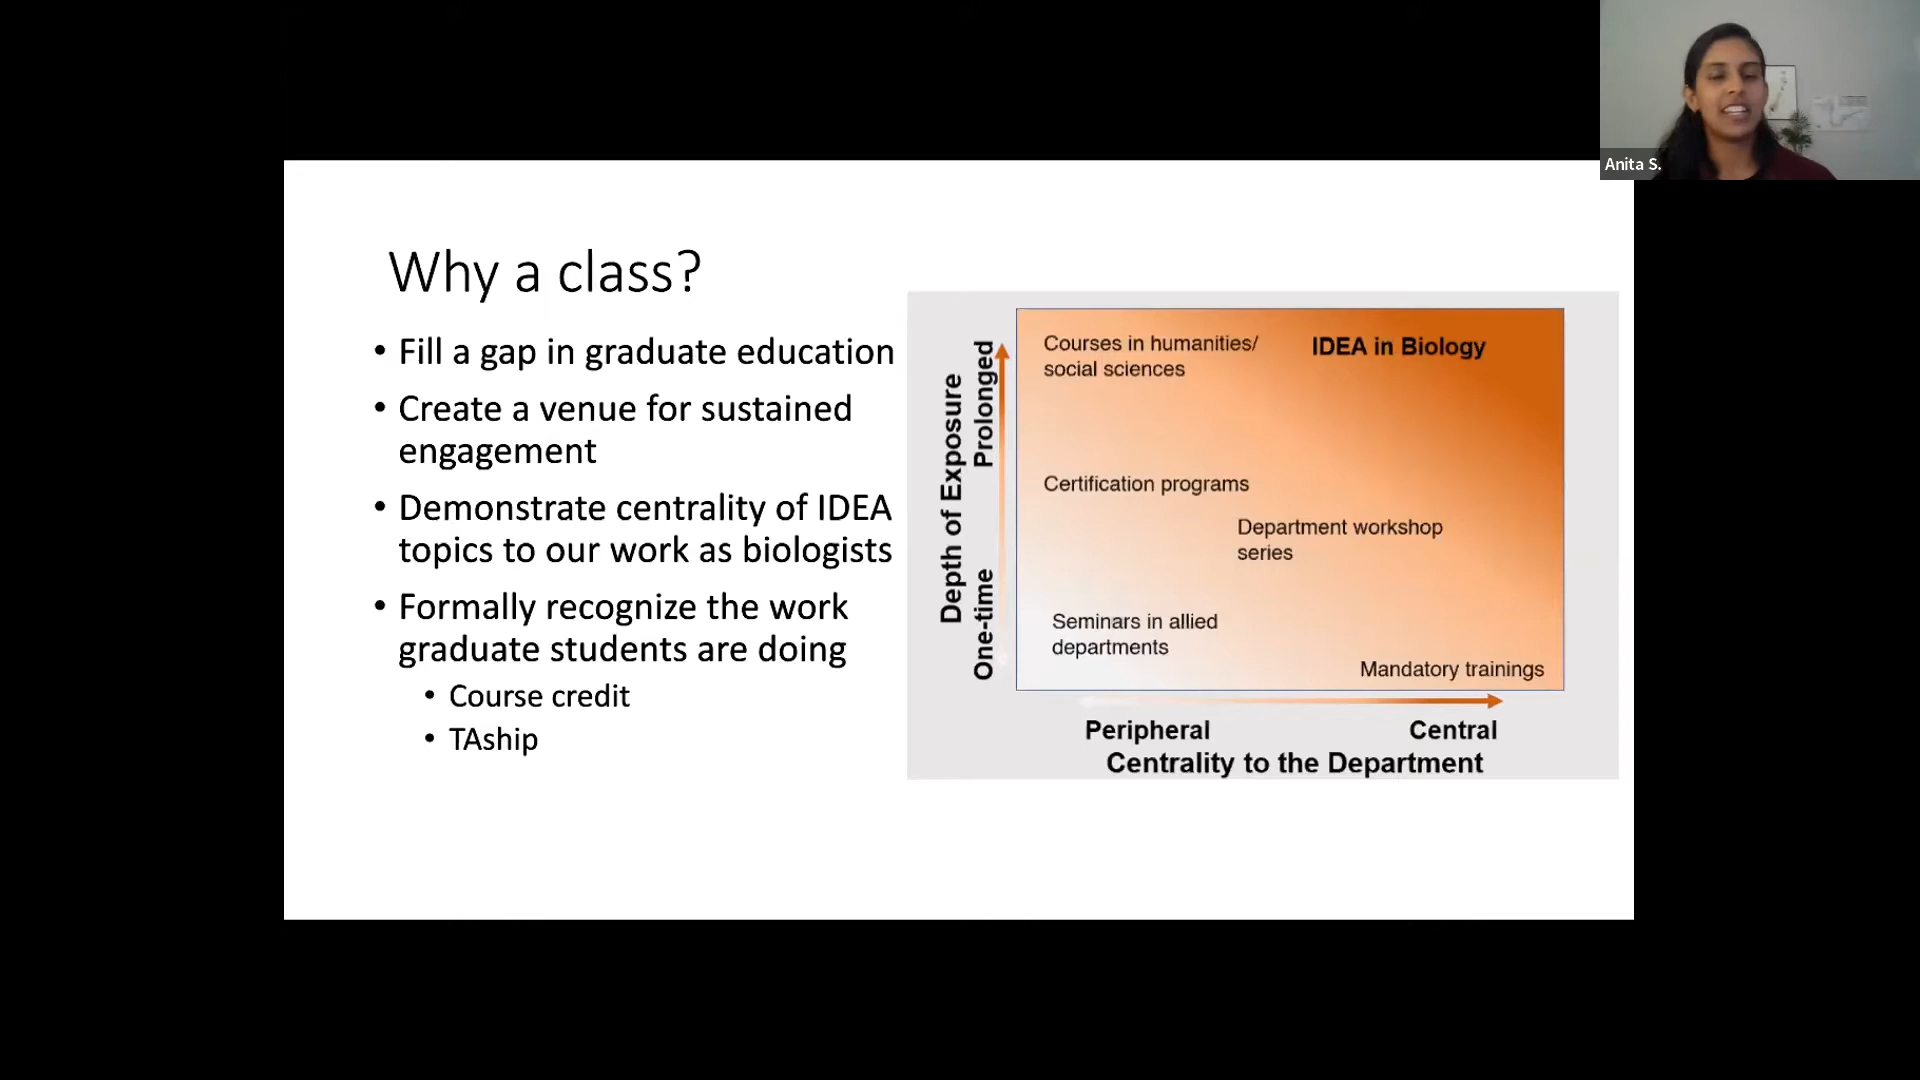 Anita S.
Why a class?
• Fill a gap in graduate education
• Create a venue for sustained
engagement
• Demonstrate centrality of IDEA
topics to our work as biologists
• Formally recognize the work
graduate students are doing
• Course credit
• TAship
Depth of Exposure
Prolonged
One-time
Courses in humanities/
social sciences
IDEA in Biology
Certification programs
Department workshop
series
Seminars in allied
departments
Mandatory trainings
Peripheral
Central
Centrality to the Department